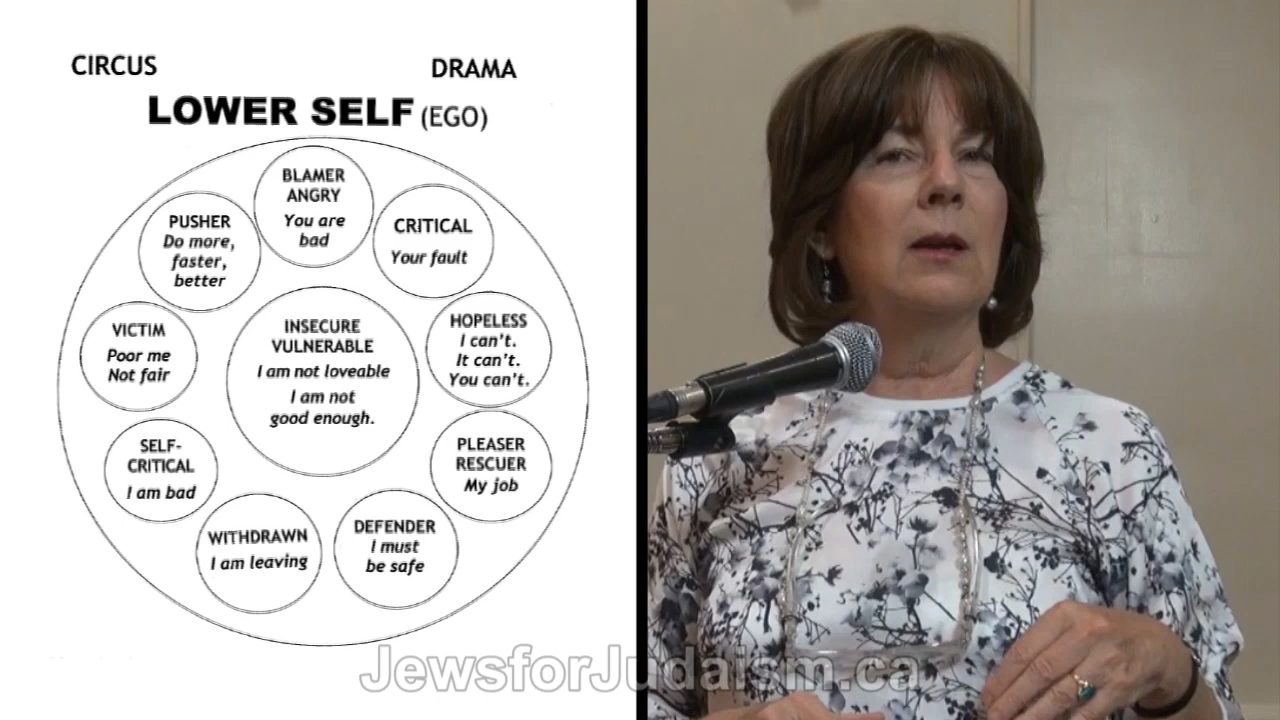 CIRCUS DRAMA
LOWER SELF (EGO)
BLAMER
ANGRY
You are
bad
CRITICAL
Your fault
HOPELESS
I can't.
It can't.
You can't.
PLEASER
RESCUER
My job
DEFENDER
I must
be safe
WITHDRAWN
I am leaving
SELF-
CRITICAL
I am bad
VICTIM
Poor me
Not fair
PUSHER
Do more,
faster,
better
INSECURE
VULNERABLE
I am not loveable
I am not
good enough.
JewsforJudaism.ca